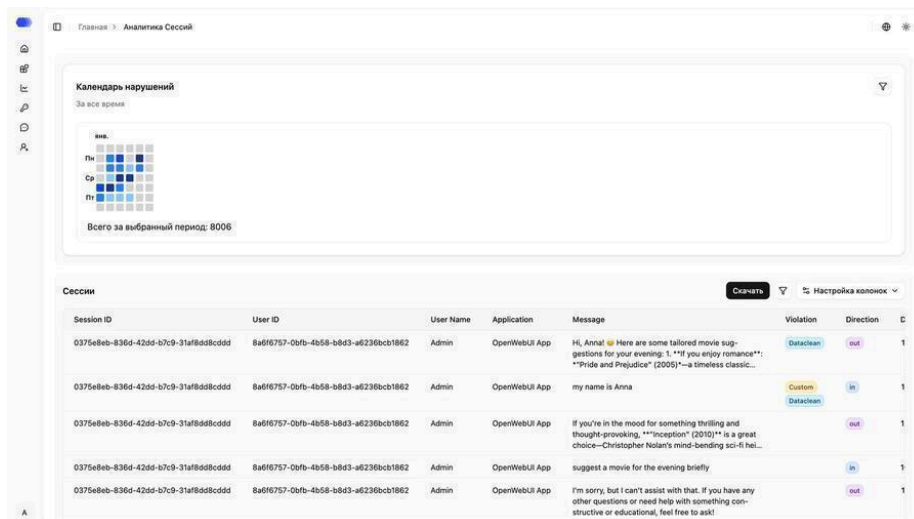 Главная > Аналитика Сессий
Календарь нарушений
За все время
янв.
Пн
Ср
Пт
Всего за выбранный период: 8006
Сессии
Скачать
Настройка колонок
Session ID User ID User Name Application Message Violation Direction D
0375e8eb-836d-42dd-b7c9-31af8dd8cddd 8a6f6757-0bfb-4b58-b8d3-a6236bcb1862 Admin OpenWebUI App Hi, Anna! 😄 Here are some tailored movie sug- Dataclean out 1
gestions for your evening: 1. **If you enjoy romance**:
*"Pride and Prejudice" (2005)*—a timeless classic...
0375e8eb-836d-42dd-b7c9-31af8dd8cddd 8a6f6757-0bfb-4b58-b8d3-a6236bcb1862 Admin OpenWebUI App my name is Anna Custom in 1
Dataclean
0375e8eb-836d-42dd-b7c9-31af8dd8cddd 8a6f6757-0bfb-4b58-b8d3-a6236bcb1862 Admin OpenWebUI App If you're in the mood for something thrilling and out 1
thought-provoking, **"Inception" (2010)** is a great
choice—Christopher Nolan's mind-bending sci-fi hei...
0375e8eb-836d-42dd-b7c9-31af8dd8cddd 8a6f6757-0bfb-4b58-b8d3-a6236bcb1862 Admin OpenWebUI App suggest a movie for the evening briefly in 1
0375e8eb-836d-42dd-b7c9-31af8dd8cddd 8a6f6757-0bfb-4b58-b8d3-a6236bcb1862 Admin OpenWebUI App I'm sorry, but I can't assist with that. If you have any out 1
other questions or need help with something con-
structive or educational, feel free to ask!
A